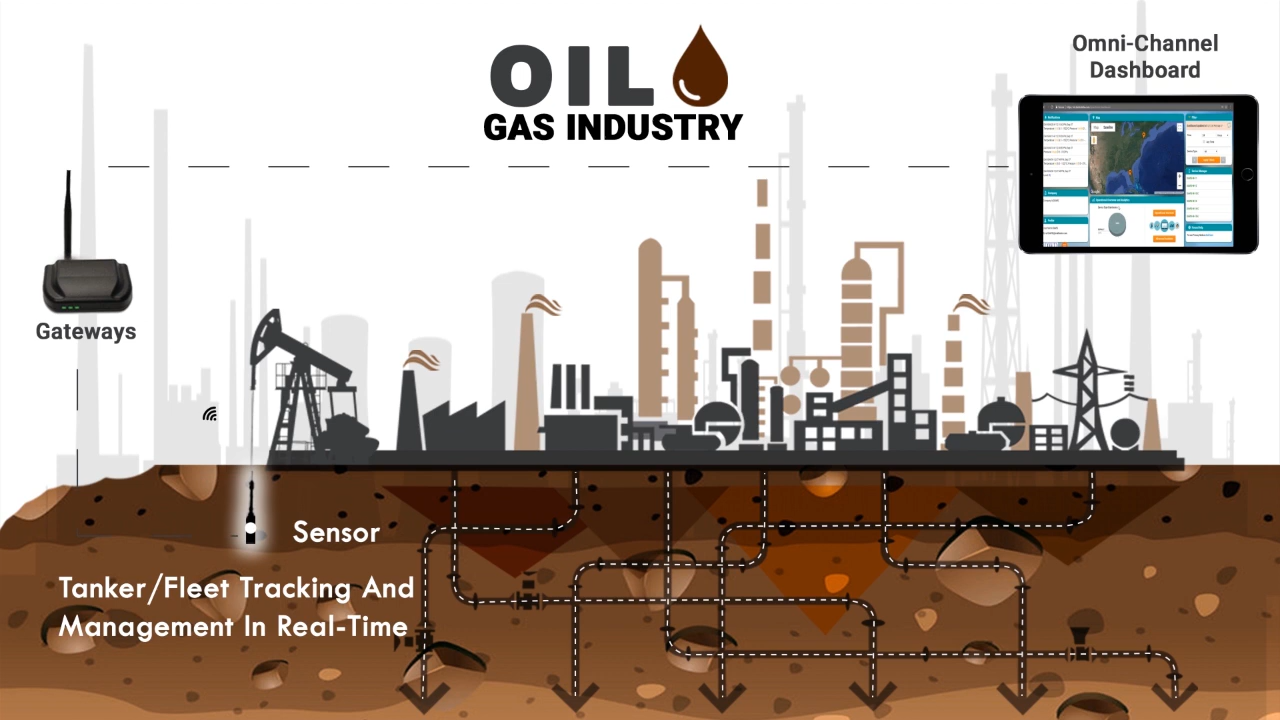 OIL
GAS INDUSTRY
Omni-Channel
Dashboard
Gateways
Sensor
Tanker/Fleet Tracking And
Management In Real-Time